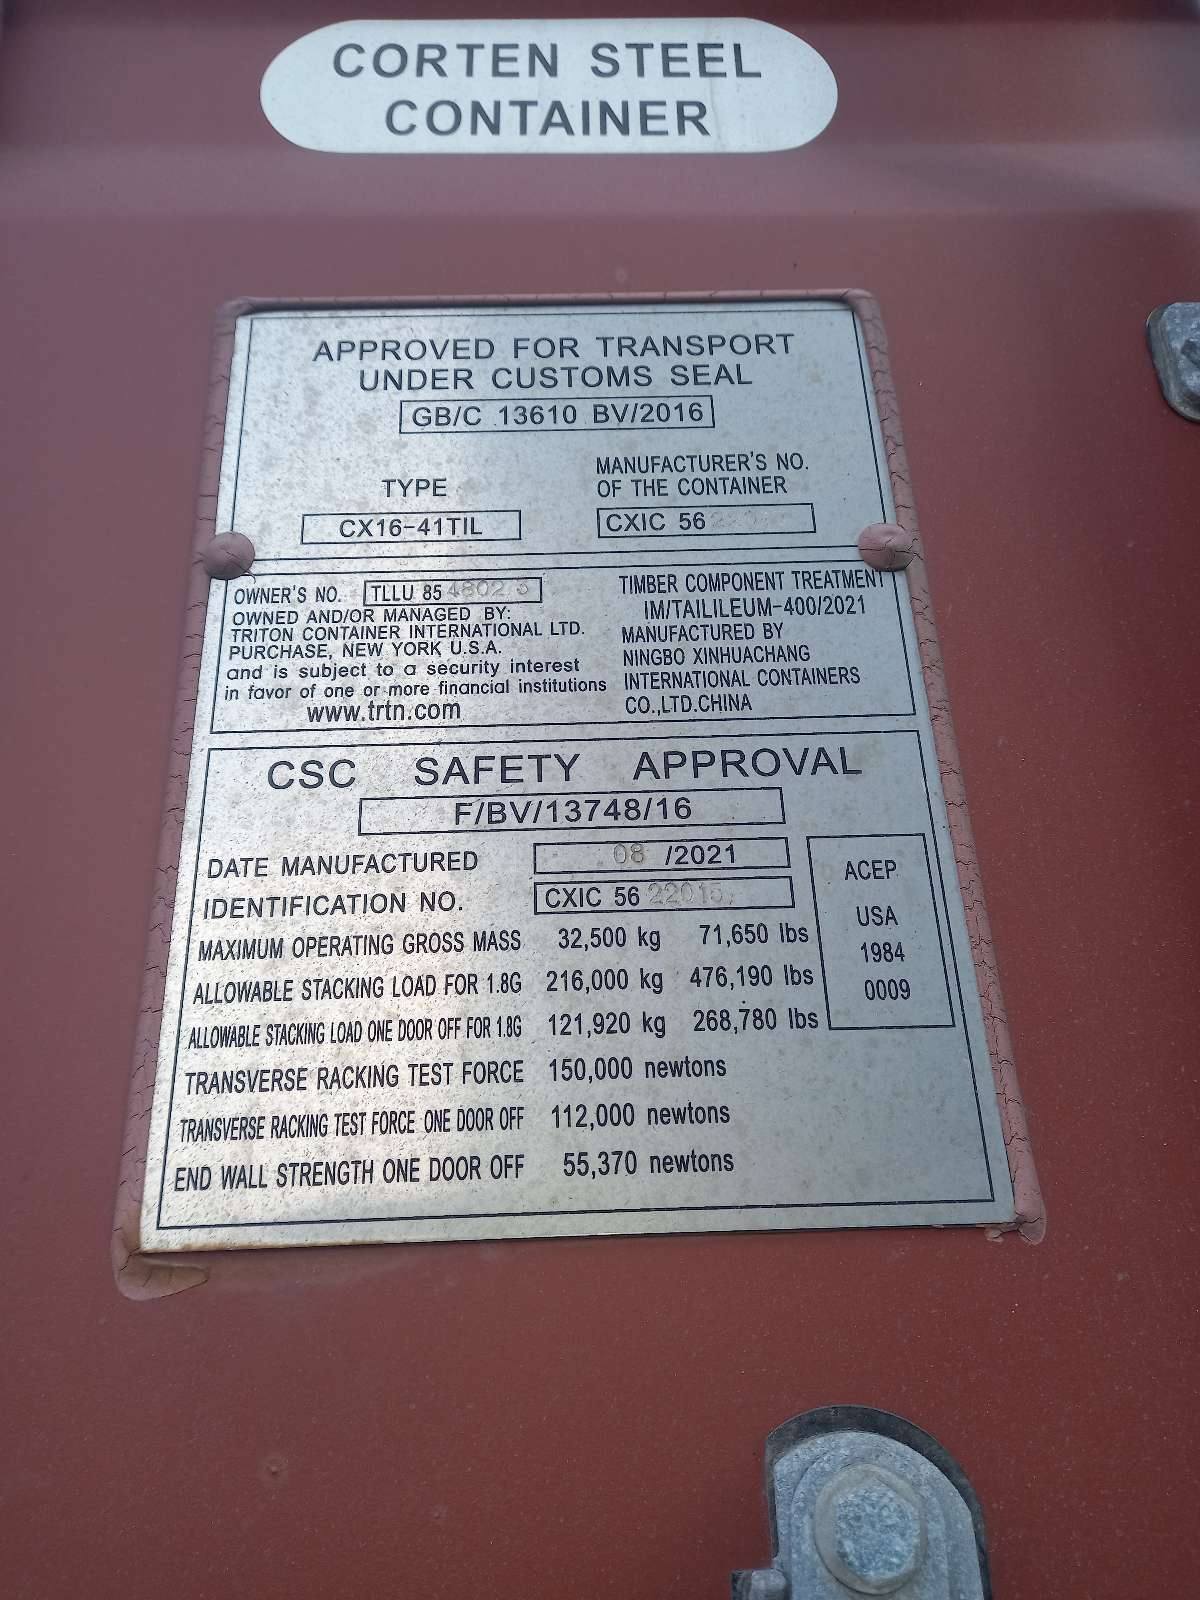 CORTEN STEEL
CONTAINER
APPROVED FOR TRANSPORT
UNDER CUSTOMS SEAL
GB/C 13610 BV/2016
TYPE
CX16-41TIL
MANUFACTURER'S NO.
OF THE CONTAINER
CXIC 56
OWNER'S NO. TLLU 85 4802 3
OWNED AND/OR MANAGED BY:
TRITON CONTAINER INTERNATIONAL LTD.
PURCHASE, NEW YORK U.S.A.
and is subject to a security interest
in favor of one or more financial institutions
www.trtn.com
TIMBER COMPONENT TREATMENT
IM/TAILILEUM-400/2021
MANUFACTURED BY
NINGBO XINHUACHANG
INTERNATIONAL CONTAINERS
CO.,LTD.CHINA
CSC SAFETY APPROVAL
F/BV/13748/16
DATE MANUFACTURED 08 /2021
IDENTIFICATION NO. CXIC 56
MAXIMUM OPERATING GROSS MASS 32,500 kg 71,650 lbs
ALLOWABLE STACKING LOAD FOR 1.8G 216,000 kg 476,190 lbs
ALLOWABLE STACKING LOAD ONE DOOR OFF FOR 1.8G 121,920 kg 268,780 lbs
TRANSVERSE RACKING TEST FORCE 150,000 newtons
TRANSVERSE RACKING TEST FORCE ONE DOOR OFF 112,000 newtons
END WALL STRENGTH ONE DOOR OFF 55,370 newtons
ACEP
USA
1984
0009